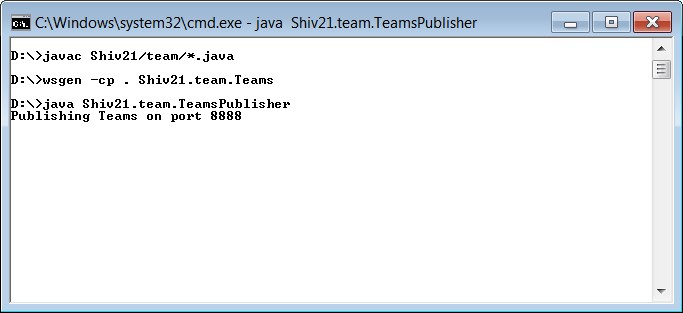 C:\Windows\system32\cmd.exe - java  Shiv21.team.TeamsPublisher
D:\>javac Shiv21/team/*.java
D:\>wsgen -cp . Shiv21.team.Teams
D:\>java Shiv21.team.TeamsPublisher
Publishing Teams on port 8888